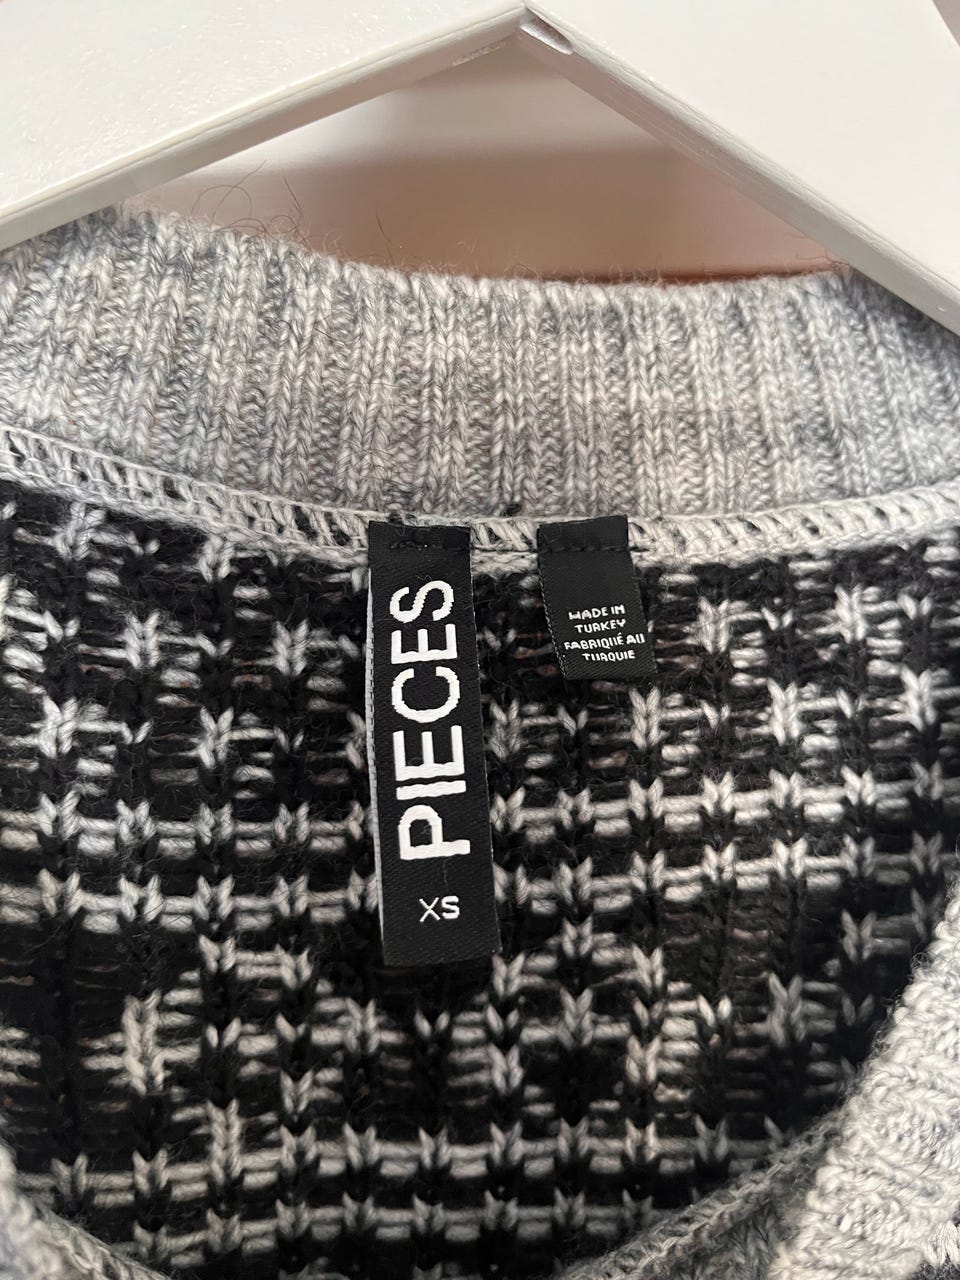 PIECES
XS
MADE IN
TURKEY
FABRIQUÉ AU
TURQUIE